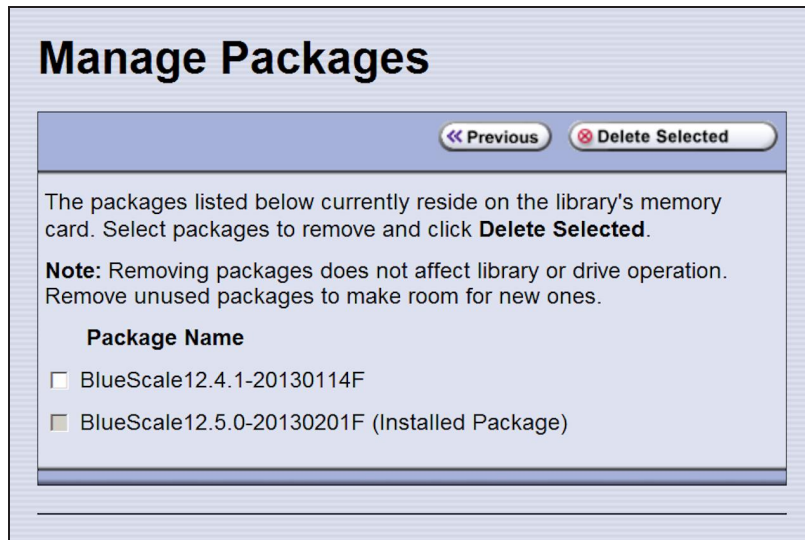 Manage Packages
Previous
Delete Selected
The packages listed below currently reside on the library's memory
card. Select packages to remove and click Delete Selected.
Note: Removing packages does not affect library or drive operation.
Remove unused packages to make room for new ones.
Package Name
BlueScale12.4.1-20130114F
BlueScale12.5.0-20130201F (Installed Package)